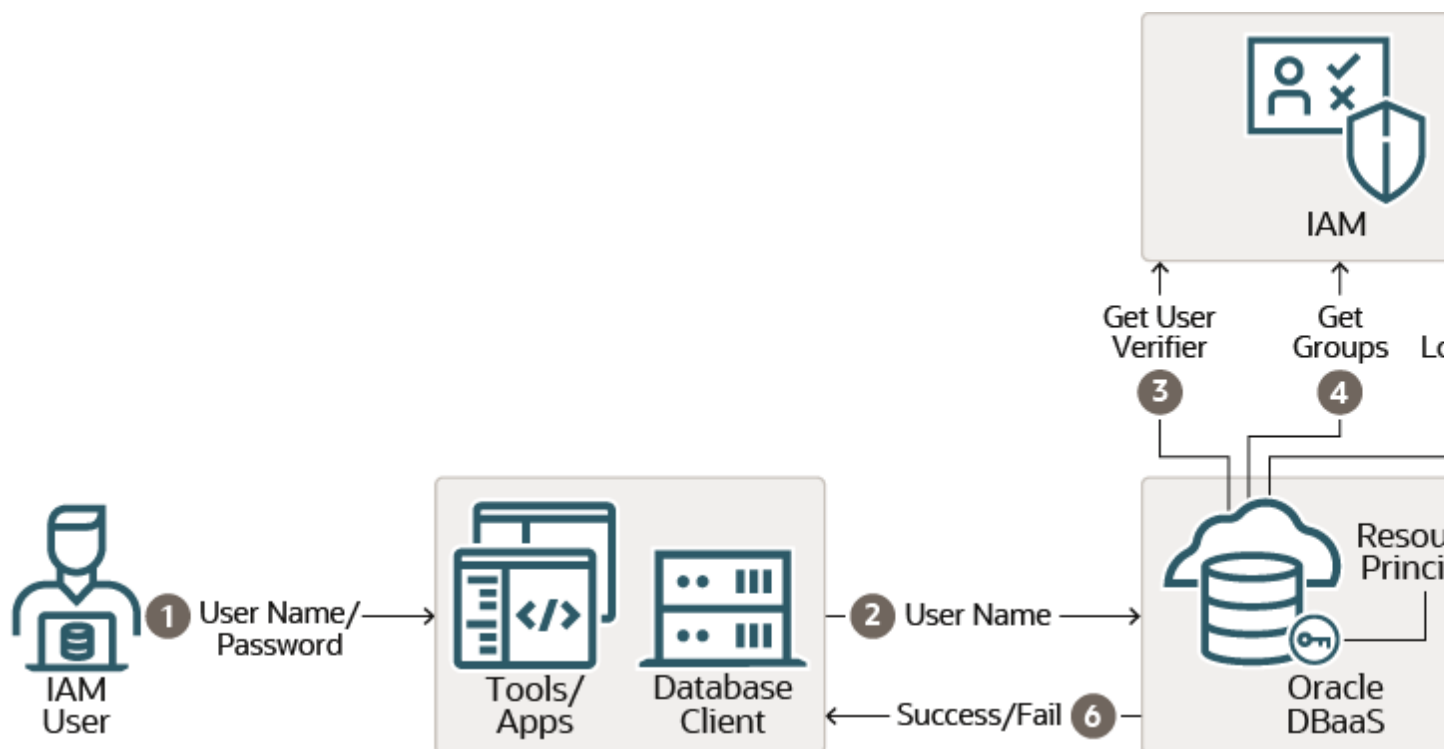 IAM
Get User
Verifier
3
Get
Groups
4
1
User Name/
Password
IAM
User
Tools/
Apps
Database
Client
2
User Name
Success/Fail
6
Oracle
DBaaS